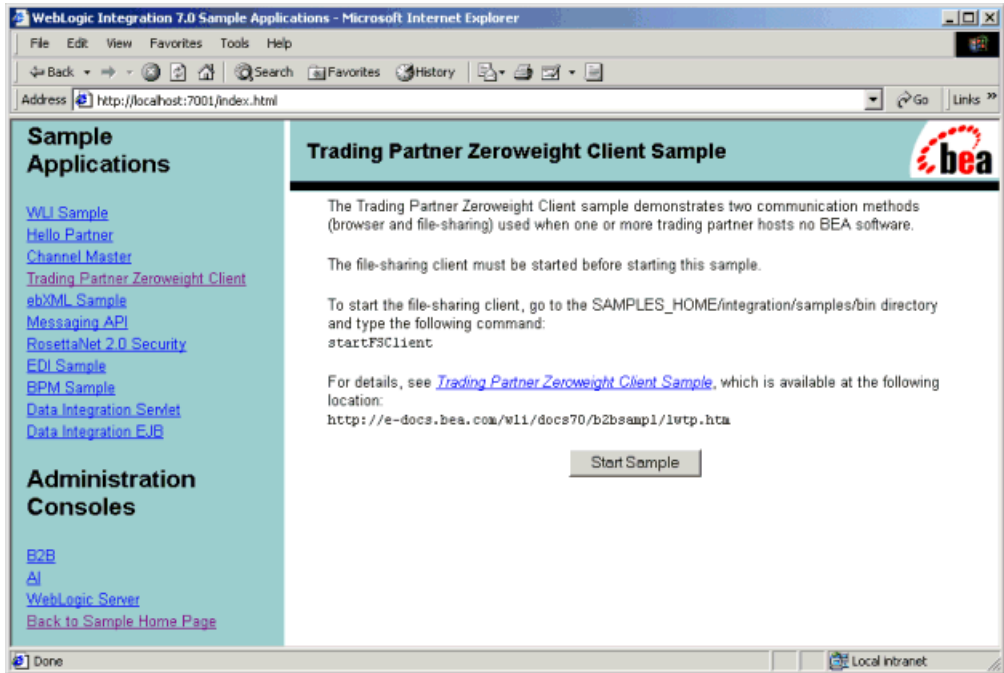 WebLogic Integration 7.0 Sample Applications - Microsoft Internet Explorer
File Edit View Favorites Tools Help
Back Search Favorites History
Address http://localhost:7001/index.html Go Links »
Sample
Applications
WLI Sample
Hello Partner
Channel Master
Trading Partner Zeroweight Client
ebXML Sample
Messaging API
RosettaNet 2.0 Security
EDI Sample
BPM Sample
Data Integration Servlet
Data Integration EJB
Administration
Consoles
B2B
AI
WebLogic Server
Back to Sample Home Page
Trading Partner Zeroweight Client Sample
bea
The Trading Partner Zeroweight Client sample demonstrates two communication methods
(browser and file-sharing) used when one or more trading partner hosts no BEA software.
The file-sharing client must be started before starting this sample.
To start the file-sharing client, go to the SAMPLES_HOME/integration/samples/bin directory
and type the following command:
startFSClient
For details, see Trading Partner Zeroweight Client Sample, which is available at the following
location:
http://e-docs.bea.com/wli/docs70/b2bsampl/lwtp.htm
Start Sample
Done Local intranet